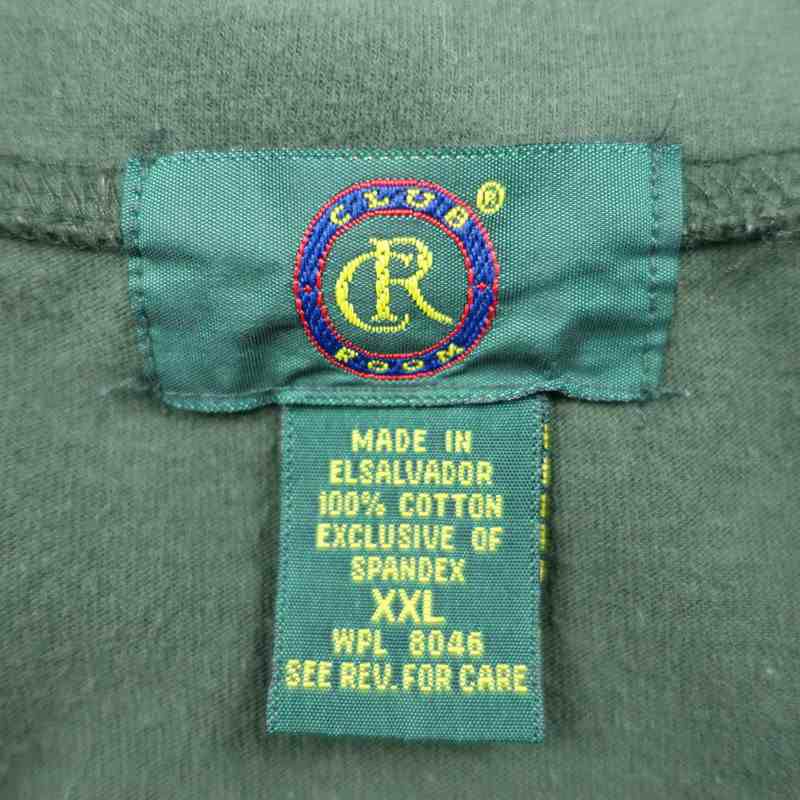 CLUB ®
CR
ROOM
MADE IN
ELSALVADOR
100% COTTON
EXCLUSIVE OF
SPANDEX
XXL
WPL 8046
SEE REV. FOR CARE